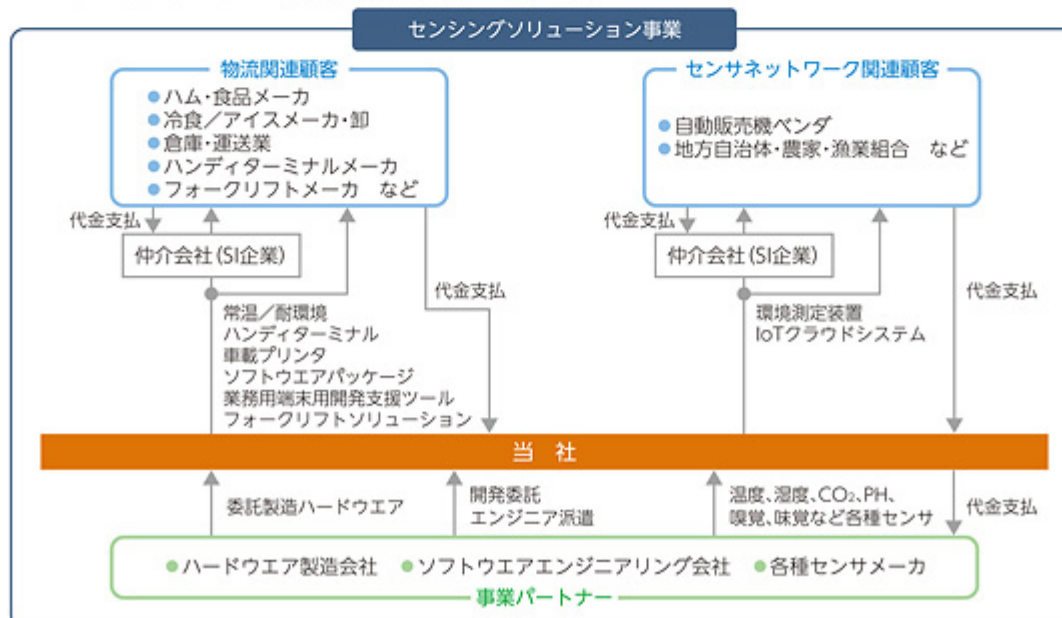 センシングソリューション事業
物流関連顧客
●ハム・食品メーカ
●冷食／アイスメーカ・卸
●倉庫・運送業
●ハンディターミナルメーカ
●フォークリフトメーカ　など
センサネットワーク関連顧客
●自動販売機ベンダ
●地方自治体・農家・漁業組合　など
代金支払
仲介会社（SI企業）
代金支払
常温／耐環境
ハンディターミナル
車載プリンタ
ソフトウエアパッケージ
業務用端末用開発支援ツール
フォークリフトソリューション
代金支払
仲介会社（SI企業）
代金支払
環境測定装置
IoTクラウドシステム
当　社
委託製造ハードウエア
開発委託
エンジニア派遣
温度、湿度、CO₂、PH、
嗅覚、味覚など各種センサ
代金支払
●ハードウエア製造会社　●ソフトウエアエンジニアリング会社　●各種センサメーカ
事業パートナー